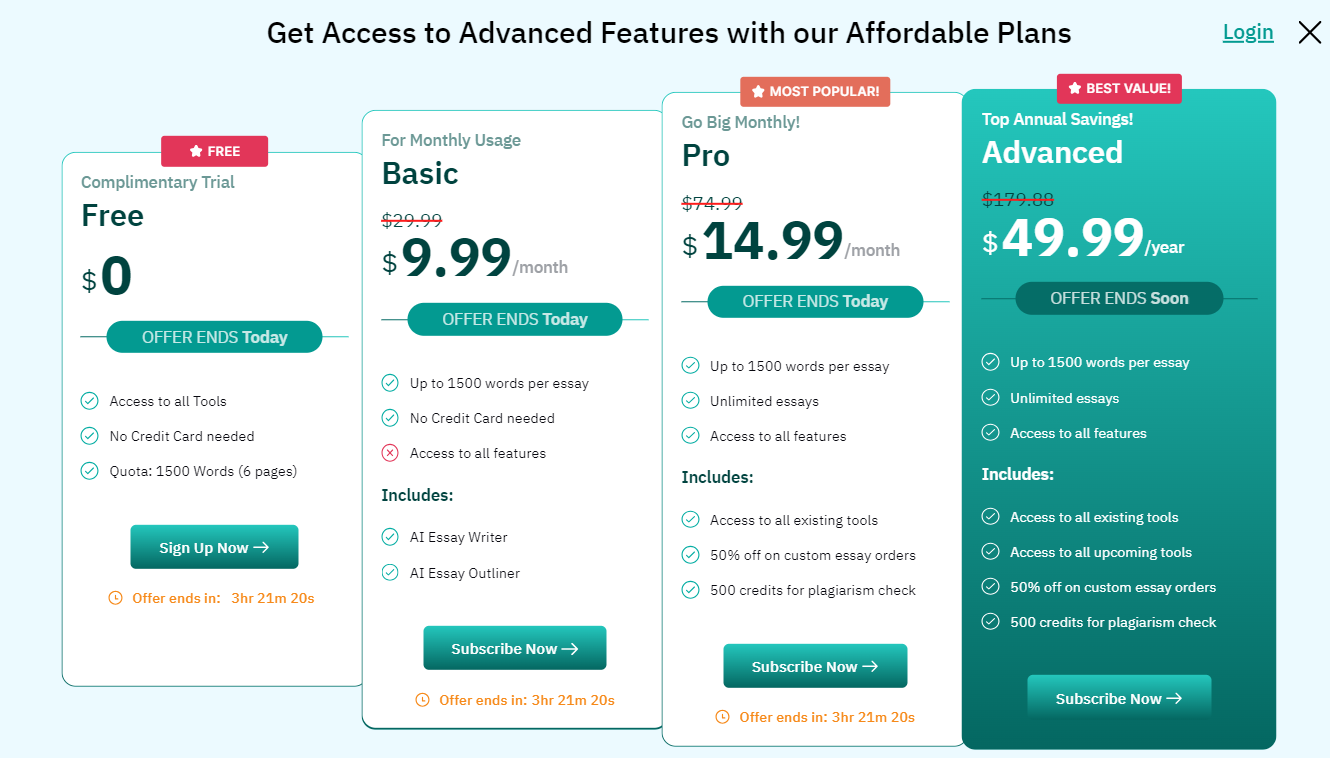 Get Access to Advanced Features with our Affordable Plans
Login
FREE
Complimentary Trial
Free
$0
OFFER ENDS Today
Access to all Tools
No Credit Card needed
Quota: 1500 Words (6 pages)
Sign Up Now →
Offer ends in: 3hr 21m 20s
For Monthly Usage
Basic
$29.99
$9.99/month
OFFER ENDS Today
Up to 1500 words per essay
No Credit Card needed
Access to all features
Includes:
AI Essay Writer
AI Essay Outliner
Subscribe Now →
Offer ends in: 3hr 21m 20s
MOST POPULAR!
Go Big Monthly!
Pro
$74.99
$14.99/month
OFFER ENDS Today
Up to 1500 words per essay
Unlimited essays
Access to all features
Includes:
Access to all existing tools
50% off on custom essay orders
500 credits for plagiarism check
Subscribe Now →
Offer ends in: 3hr 21m 20s
BEST VALUE!
Top Annual Savings!
Advanced
$179.88
$49.99/year
OFFER ENDS Soon
Up to 1500 words per essay
Unlimited essays
Access to all features
Includes:
Access to all existing tools
Access to all upcoming tools
50% off on custom essay orders
500 credits for plagiarism check
Subscribe Now →